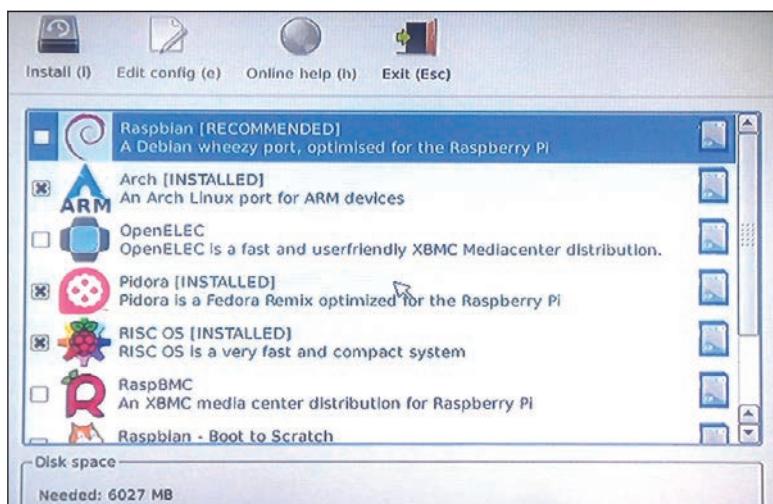 Install (i)
Edit config (e)
Online help (h)
Exit (Esc)
Raspbian [RECOMMENDED]
A Debian wheezy port, optimised for the Raspberry Pi
Arch [INSTALLED]
ARM
An Arch Linux port for ARM devices
OpenELEC
OpenELEC is a fast and userfriendly XBMC Mediacenter distribution.
Pidora [INSTALLED]
Pidora is a Fedora Remix optimized for the Raspberry Pi
RISC OS [INSTALLED]
RISC OS is a very fast and compact system
RaspBMC
An XBMC media center distribution for Raspberry Pi
Raspbian - Boot to Scratch
Disk space
Needed: 6027 MB